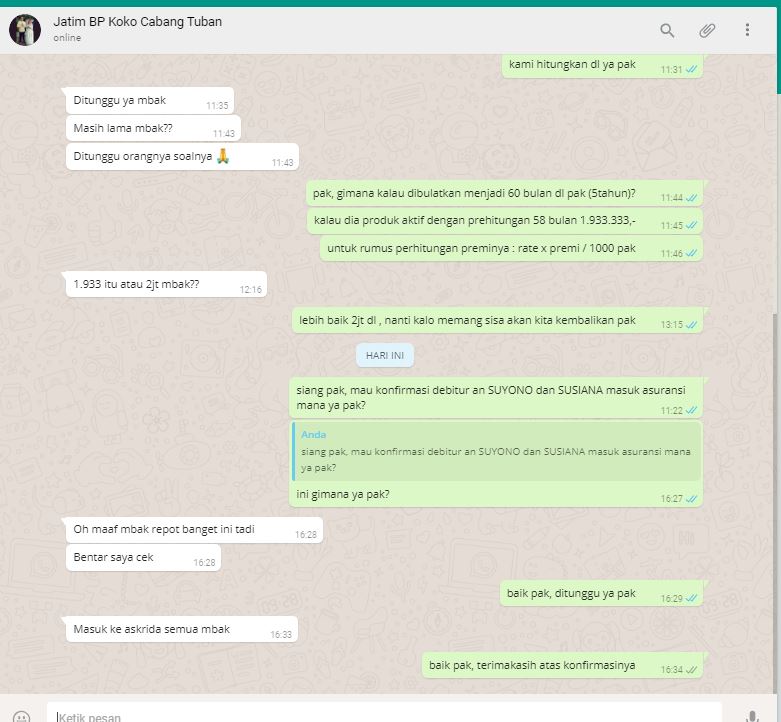 Jatim BP Koko Cabang Tuban
online
kami hitungkan dl ya pak
11:31
Ditunggu ya mbak
11:35
Masih lama mbak??
11:43
Ditunggu orangnya soalnya 🙏
11:43
pak, gimana kalau dibulatkan menjadi 60 bulan dl pak (5tahun)?
11:44
kalau dia produk aktif dengan prehitungan 58 bulan 1.933.333,-
11:45
untuk rumus perhitungan preminya : rate x premi / 1000 pak
11:46
1.933 itu atau 2jt mbak??
12:16
lebih baik 2jt dl , nanti kalo memang sisa akan kita kembalikan pak
13:15
HARI INI
siang pak, mau konfirmasi debitur an SUYONO dan SUSIANA masuk asuransi
mana ya pak?
11:22
Anda
siang pak, mau konfirmasi debitur an SUYONO dan SUSIANA masuk asuransi mana
ya pak?
ini gimana ya pak?
16:27
Oh maaf mbak repot banget ini tadi
16:28
Bentar saya cek
16:28
baik pak, ditunggu ya pak
16:29
Masuk ke askrida semua mbak
16:33
baik pak, terimakasih atas konfirmasinya
16:34
Ketik pesan